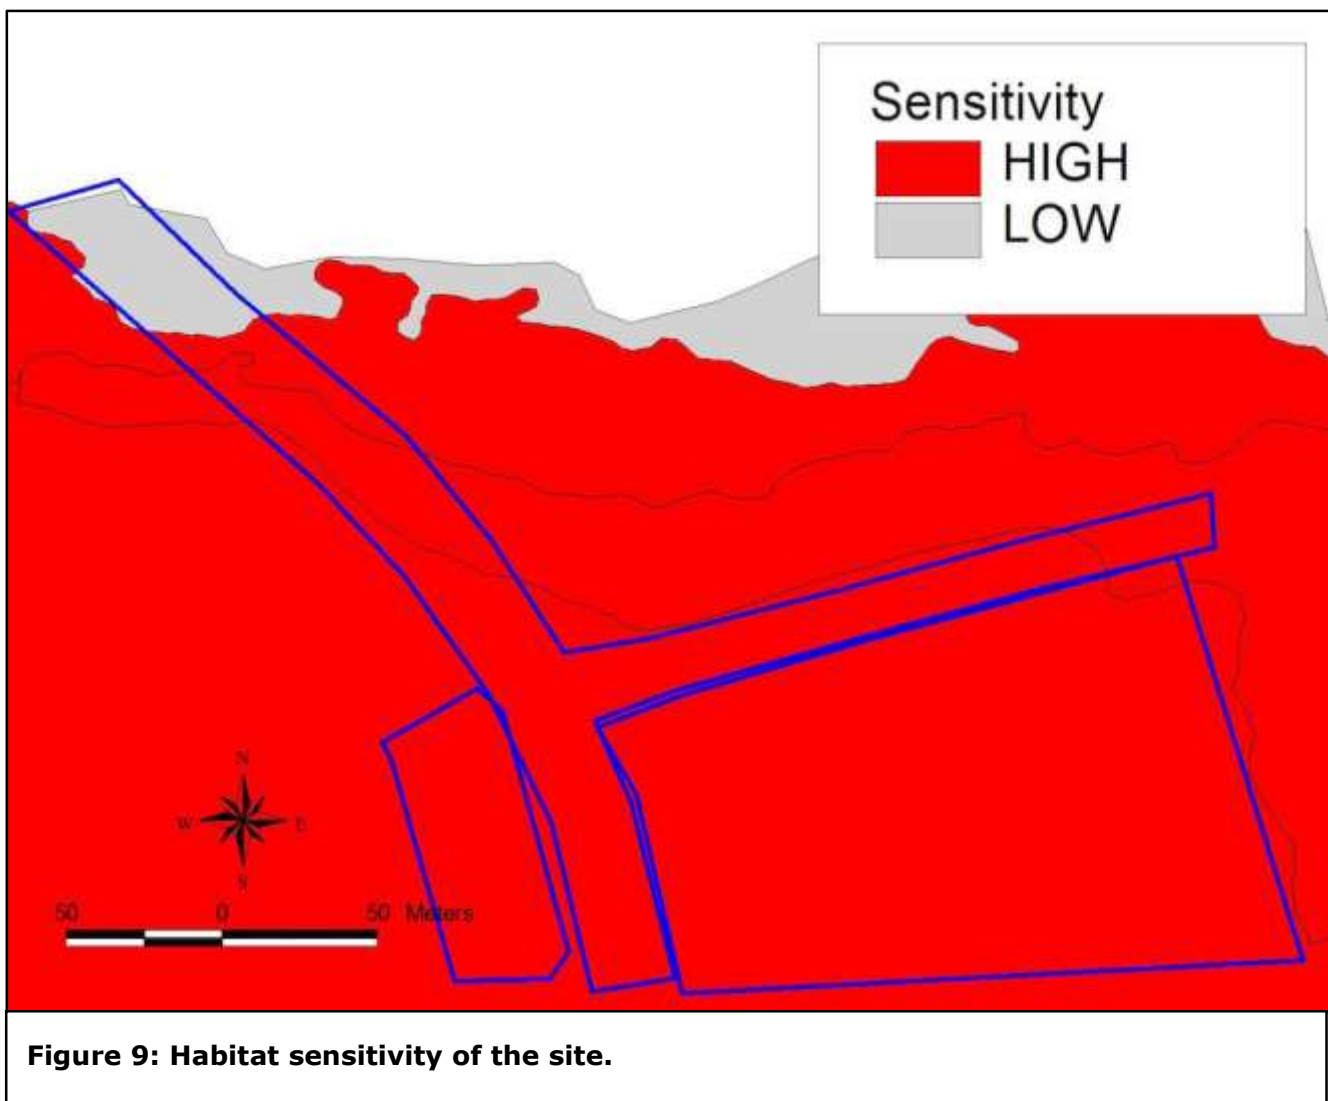 Sensitivity
HIGH
LOW
N
W E
S
50 0 50 Meters
Figure 9: Habitat sensitivity of the site.